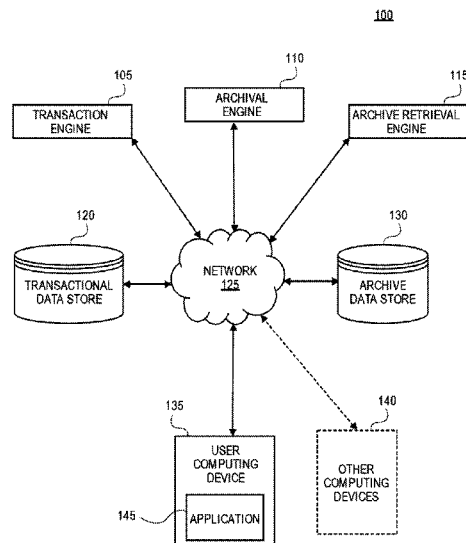 100
110
105
115
TRANSACTION
ENGINE
ARCHIVAL
ENGINE
ARCHIVE RETRIEVAL
ENGINE
120
130
TRANSACTIONAL
DATA STORE
NETWORK
125
ARCHIVE
DATA STORE
135
140
USER
COMPUTING
DEVICE
145
APPLICATION
OTHER
COMPUTING
DEVICES